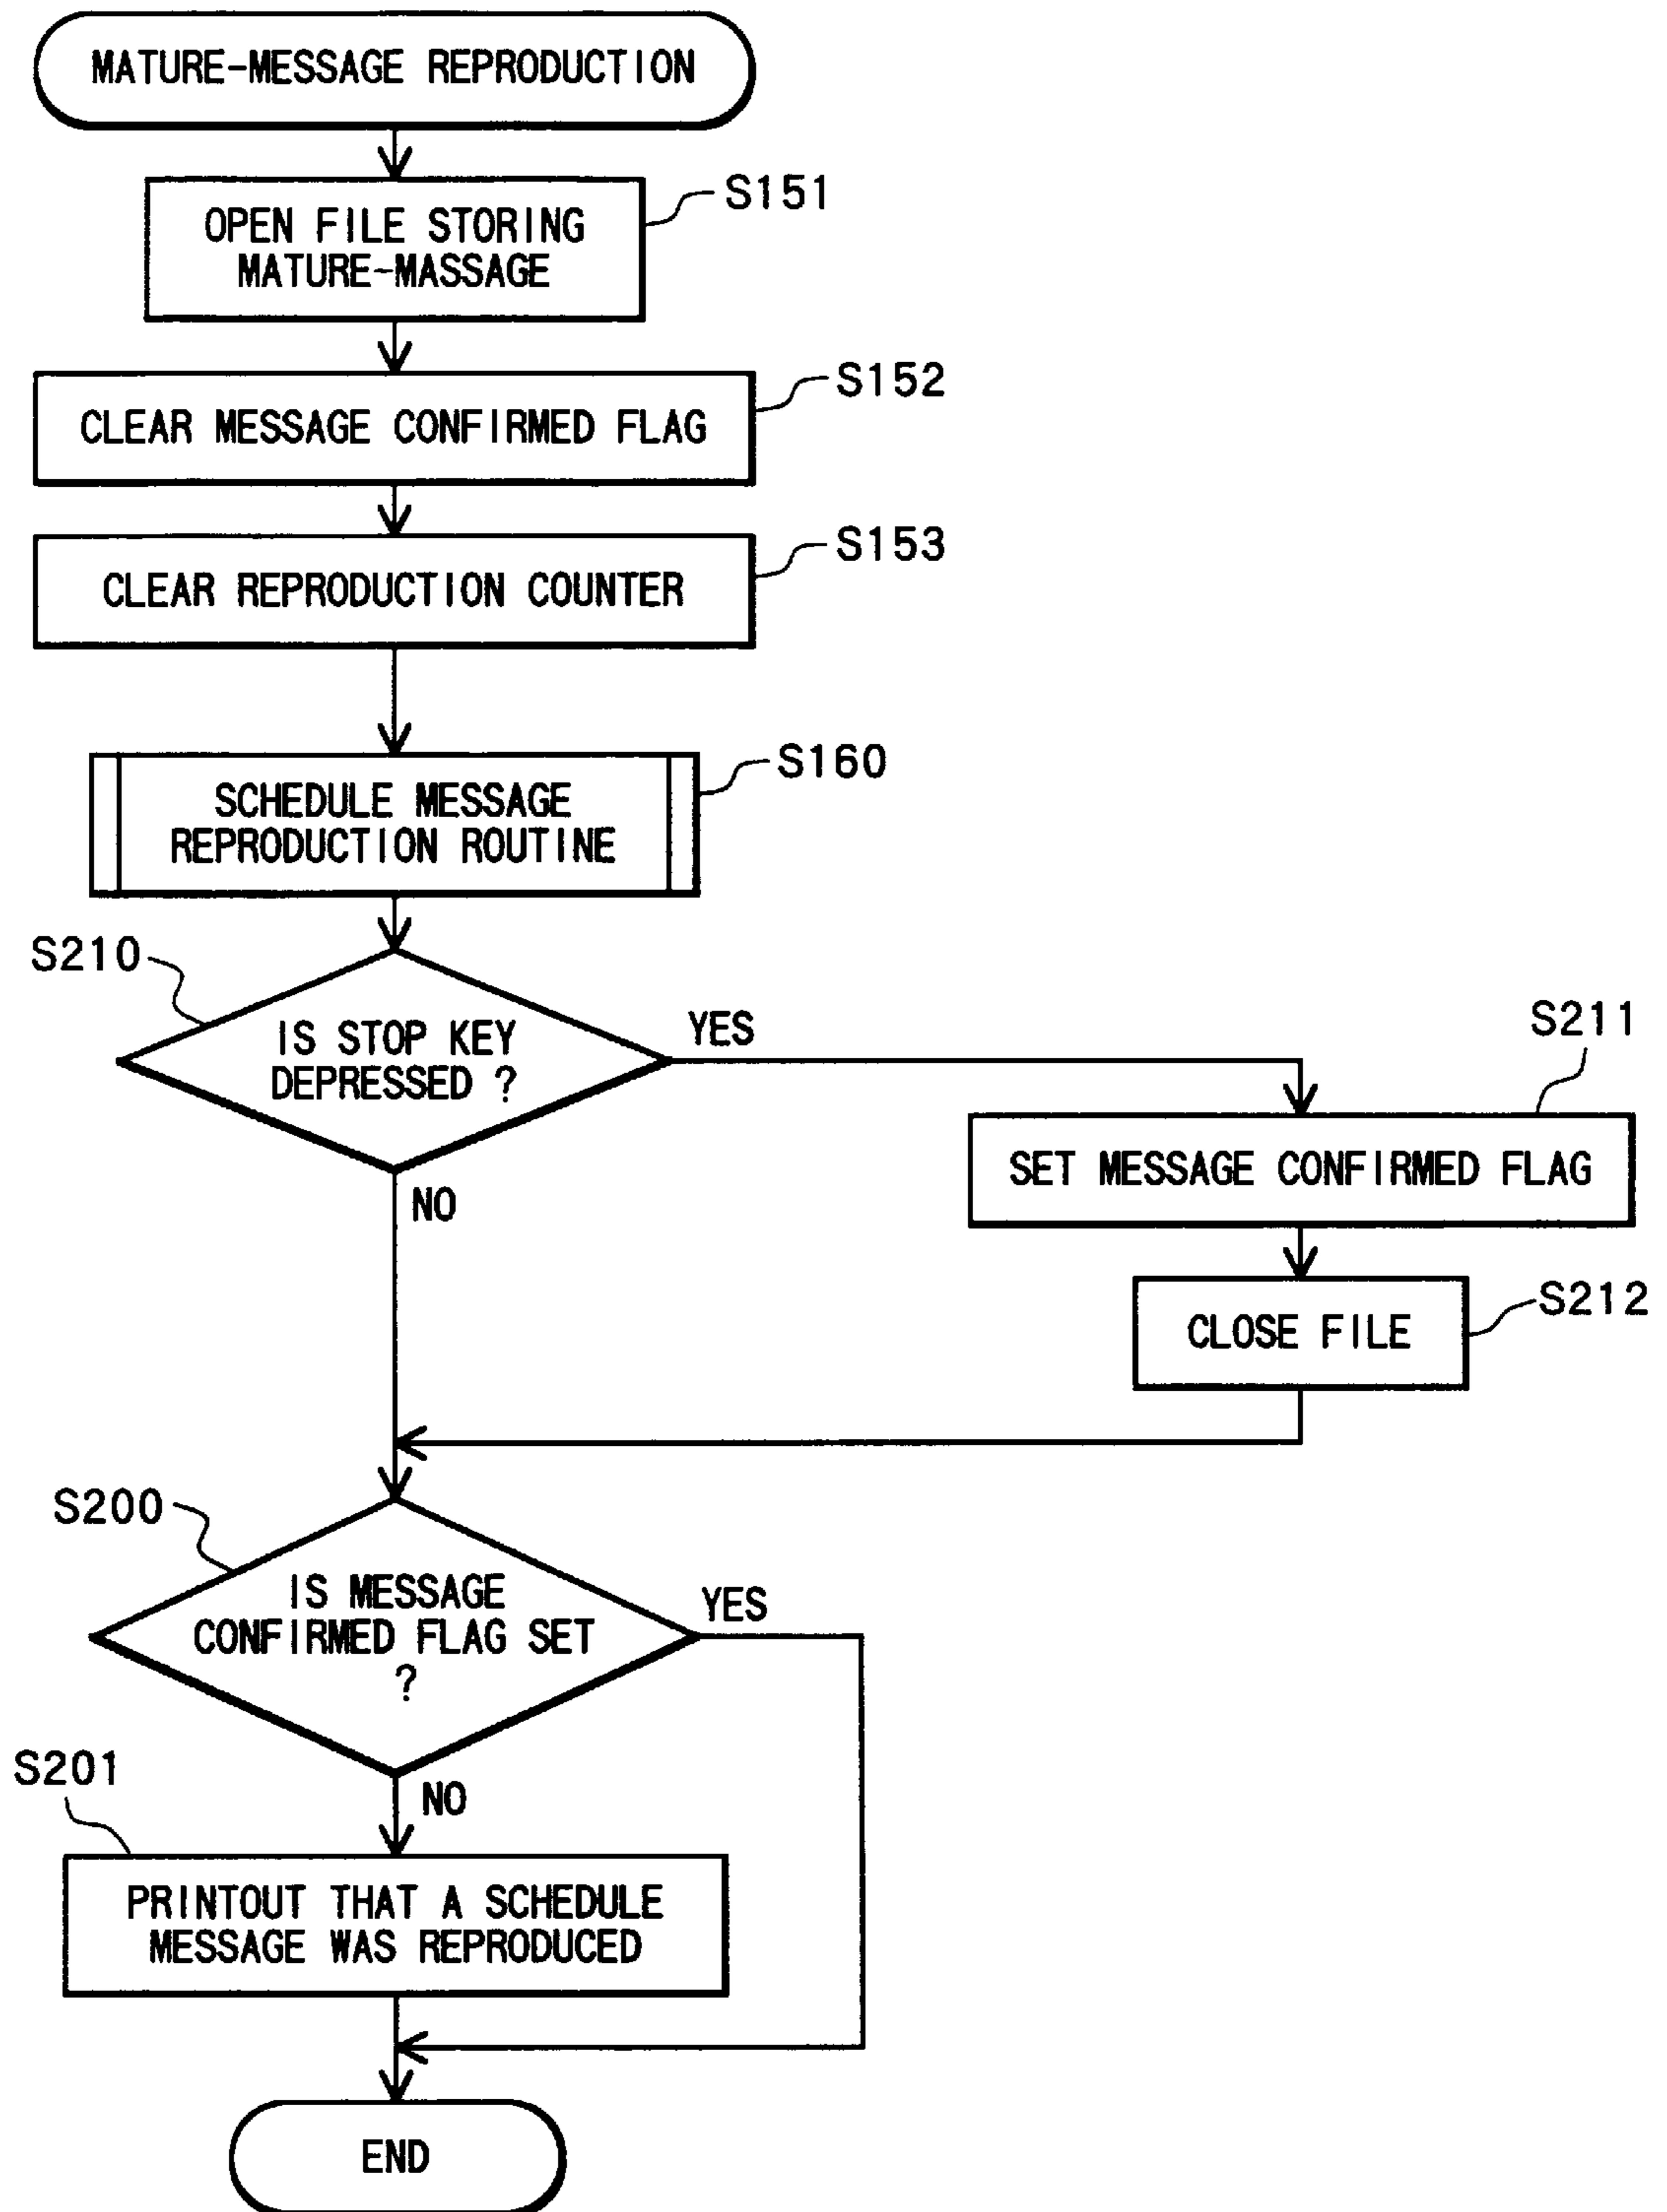 MATURE-MESSAGE REPRODUCTION
S151
OPEN FILE STORING
MATURE-MASSAGE
S152
CLEAR MESSAGE CONFIRMED FLAG
S153
CLEAR REPRODUCTION COUNTER
S160
SCHEDULE MESSAGE
REPRODUCTION ROUTINE
S210
IS STOP KEY
DEPRESSED ?
YES
NO
S211
SET MESSAGE CONFIRMED FLAG
S212
CLOSE FILE
S200
IS MESSAGE
CONFIRMED FLAG SET
?
YES
NO
S201
PRINTOUT THAT A SCHEDULE
MESSAGE WAS REPRODUCED
END